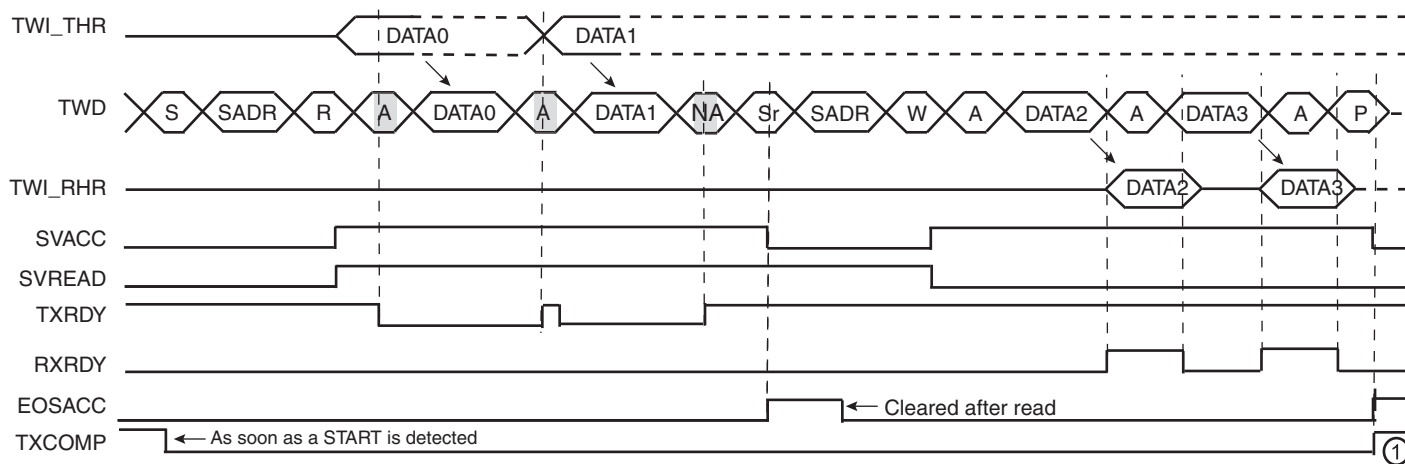 TWI_THR DATA0 DATA1
TWD S SADR R A DATA0 A DATA1 NA Sr SADR W A DATA2 A DATA3 A P
TWI_RHR DATA2 DATA3
SVACC
SVREAD
TXRDY
RXRDY
EOSACC Cleared after read
TXCOMP As soon as a START is detected 1